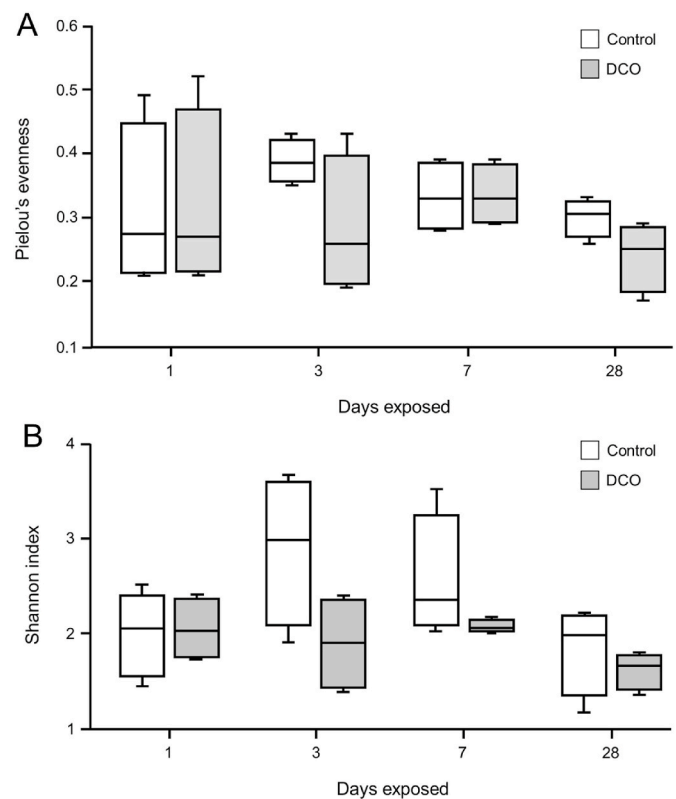 A
0.6
0.5
0.4
0.3
0.2
0.1
Pielou's evenness
Control
DCO
1
3
7
28
Days exposed
B
4
3
2
1
Shannon index
Control
DCO
1
3
7
28
Days exposed